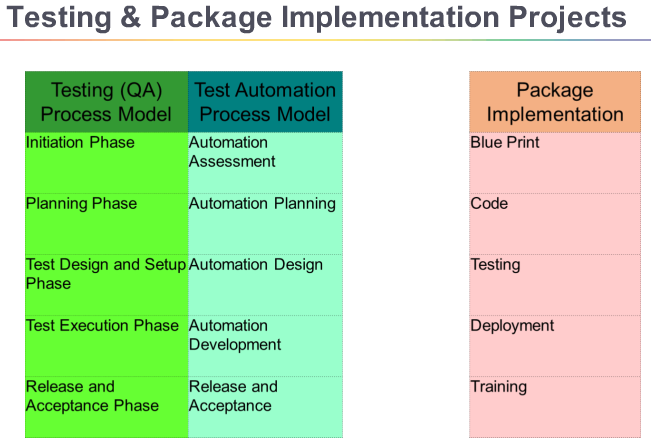 Testing & Package Implementation Projects
Testing (QA)
Process Model
Test Automation
Process Model
Package
Implementation
Initiation Phase
Automation
Assessment
Blue Print
Planning Phase
Automation Planning
Code
Test Design and Setup
Phase
Automation Design
Testing
Test Execution Phase
Automation
Development
Deployment
Release and
Acceptance Phase
Release and
Acceptance
Training